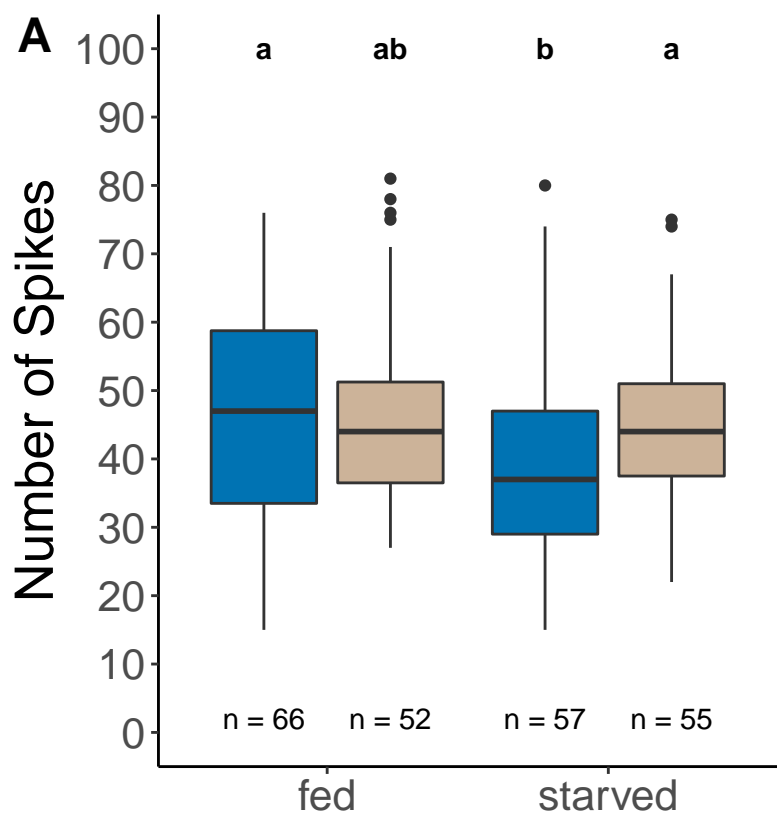 A
a ab b a
Number of Spikes
100
90
80
70
60
50
40
30
20
10
0
n = 66 n = 52 n = 57 n = 55
fed starved